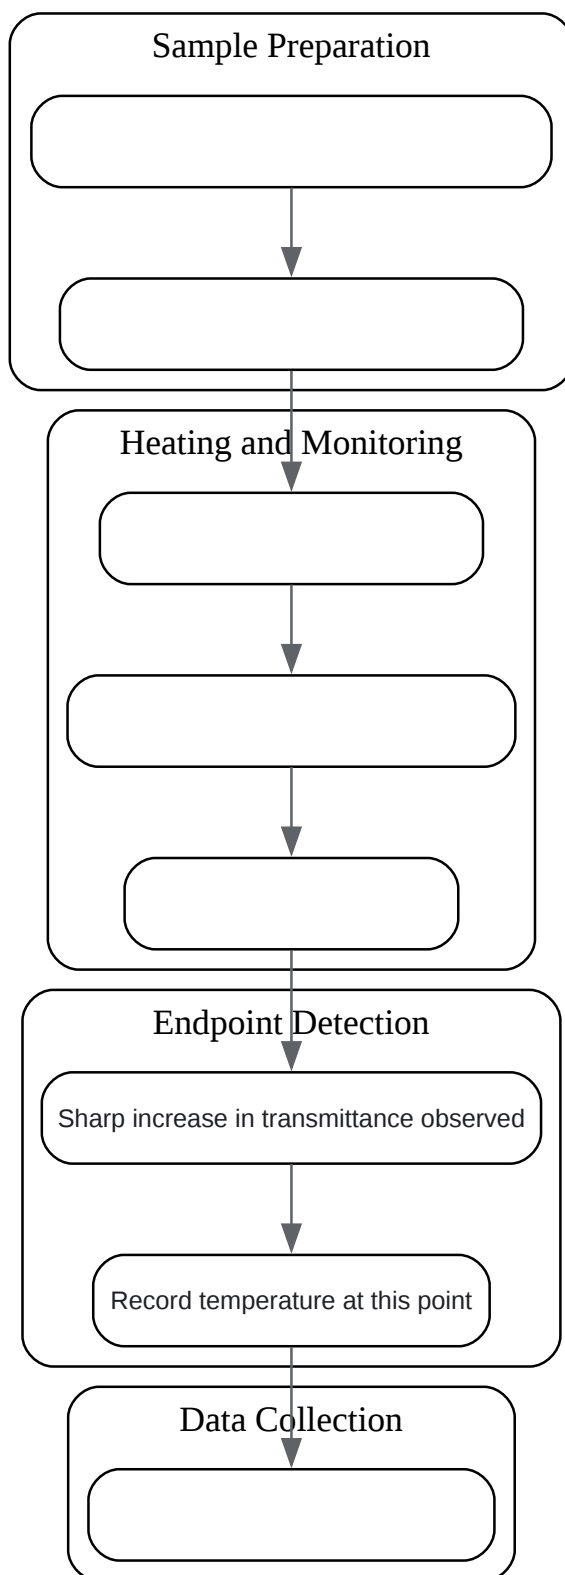 Sample Preparation
Heating and Monitoring
Endpoint Detection
Sharp increase in transmittance observed
Record temperature at this point
Data Collection